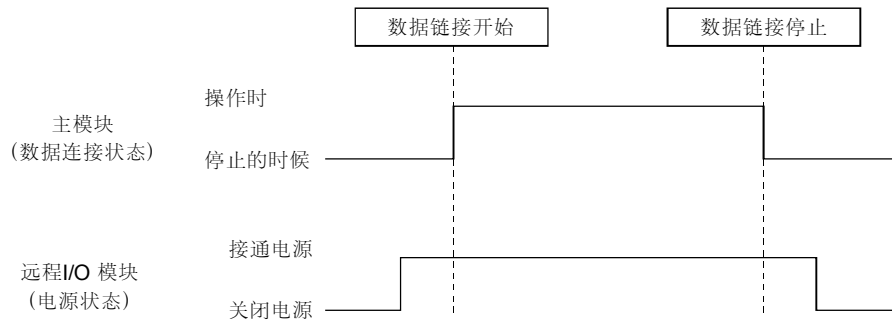 数据链接开始
数据链接停止
操作时
主模块
(数据连接状态)
停止的时候
接通电源
远程I/O 模块
(电源状态)
关闭电源